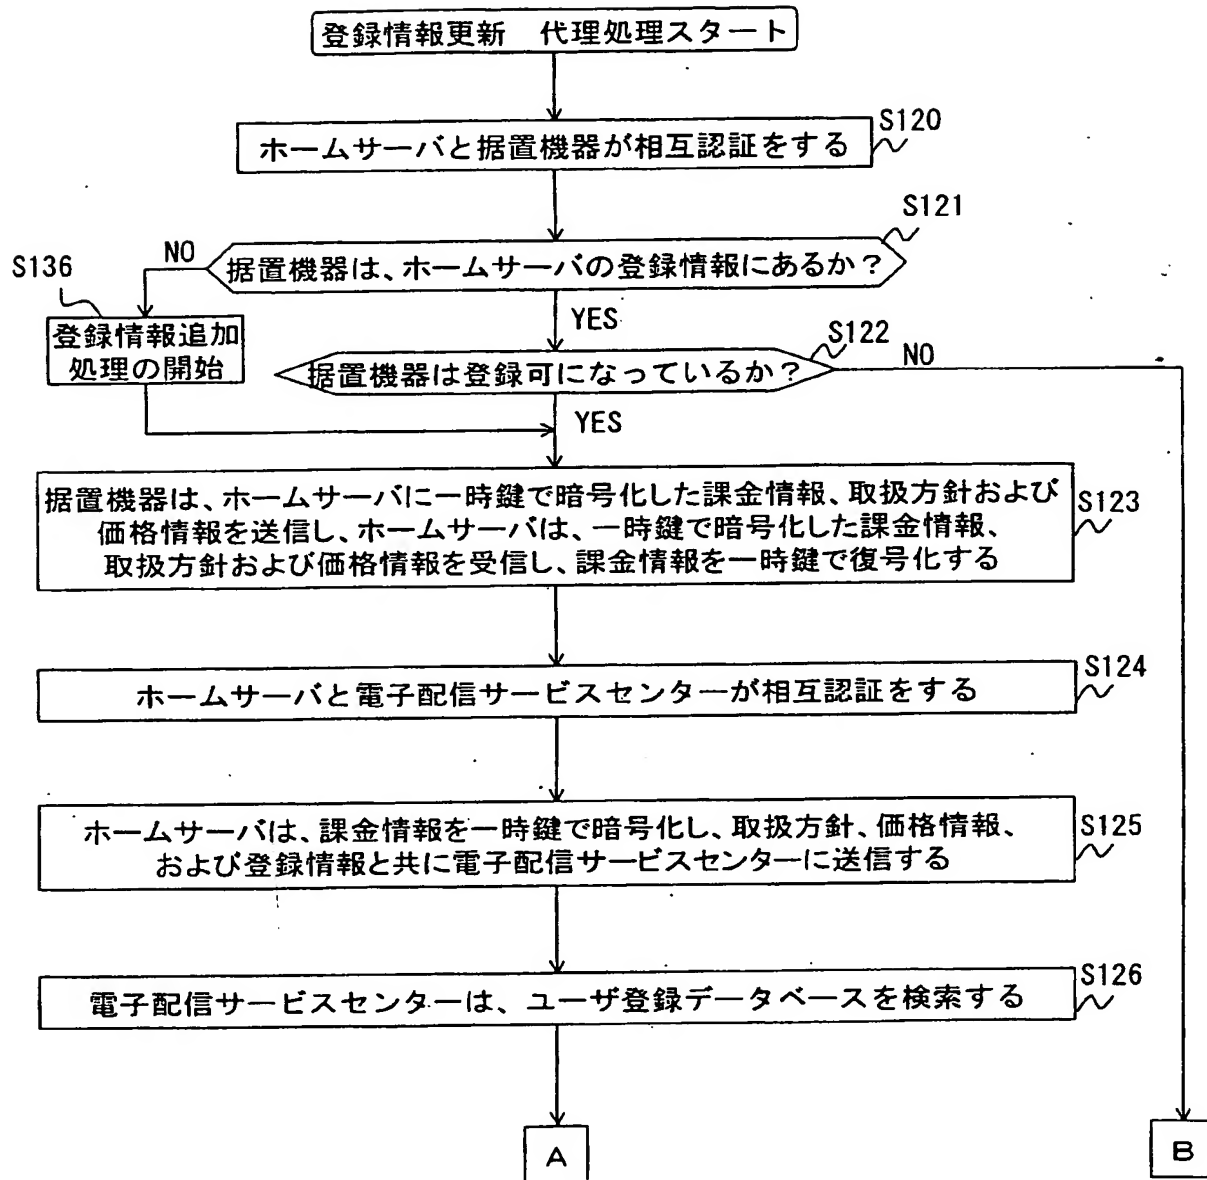 登録情報更新 代理処理スタート
S120
ホームサーバと据置機器が相互認証をする
S121
NO
据置機器は、ホームサーバの登録情報にあるか?
S136
YES
登録情報追加
処理の開始
S122
NO
据置機器は登録可になっているか?
YES
据置機器は、ホームサーバに一時鍵で暗号化した課金情報、取扱方針および
価格情報を送信し、ホームサーバは、一時鍵で暗号化した課金情報、
取扱方針および価格情報を受信し、課金情報を一時鍵で復号化する
S123
S124
ホームサーバと電子配信サービスセンターが相互認証をする
ホームサーバは、課金情報を一時鍵で暗号化し、取扱方針、価格情報、
および登録情報と共に電子配信サービスセンターに送信する
S125
S126
電子配信サービスセンターは、ユーザ登録データベースを検索する
A
B